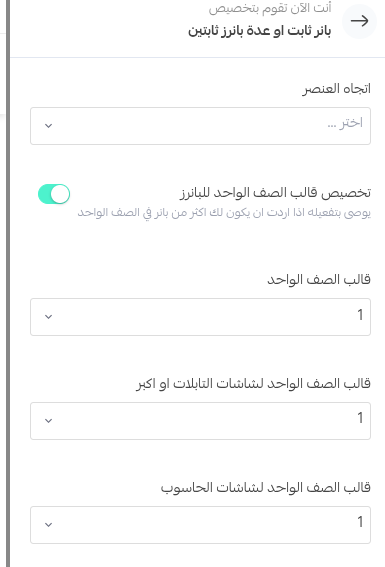 أنت الآن تقوم بتخصيص
بانر ثابت او عدة بانرز ثابتين
اتجاه العنصر
اختر ...
تخصيص قالب الصف الواحد للبانرز
يوصى بتفعيله اذا اردت ان يكون لك اكثر من بانر في الصف الواحد
قالب الصف الواحد
1
قالب الصف الواحد لشاشات التابلات او اكبر
1
قالب الصف الواحد لشاشات الحاسوب
1